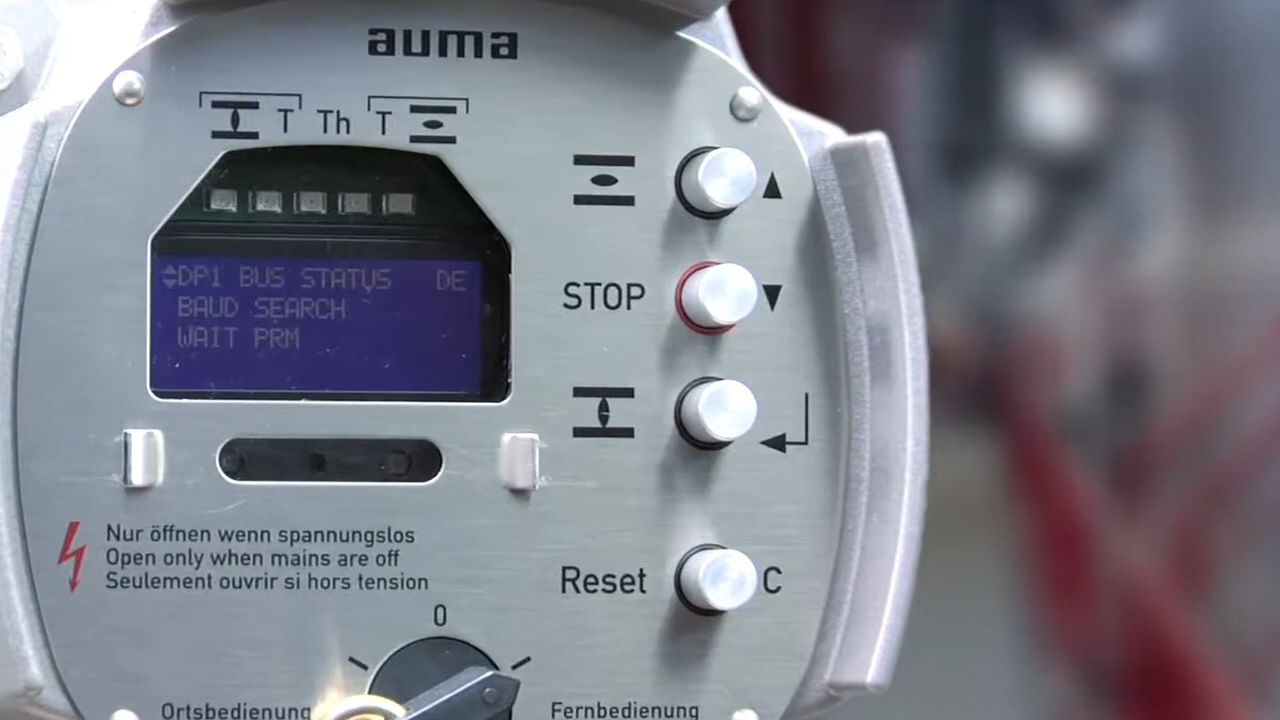 auma
T Th T
DP1 BUS STATUS DE
BAUD SEARCH
WAIT PRM
STOP
Nur öffnen wenn spannungslos
Open only when mains are off
Seulement ouvrir si hors tension
Reset C
0
Ortsbedienung Fernbedienung